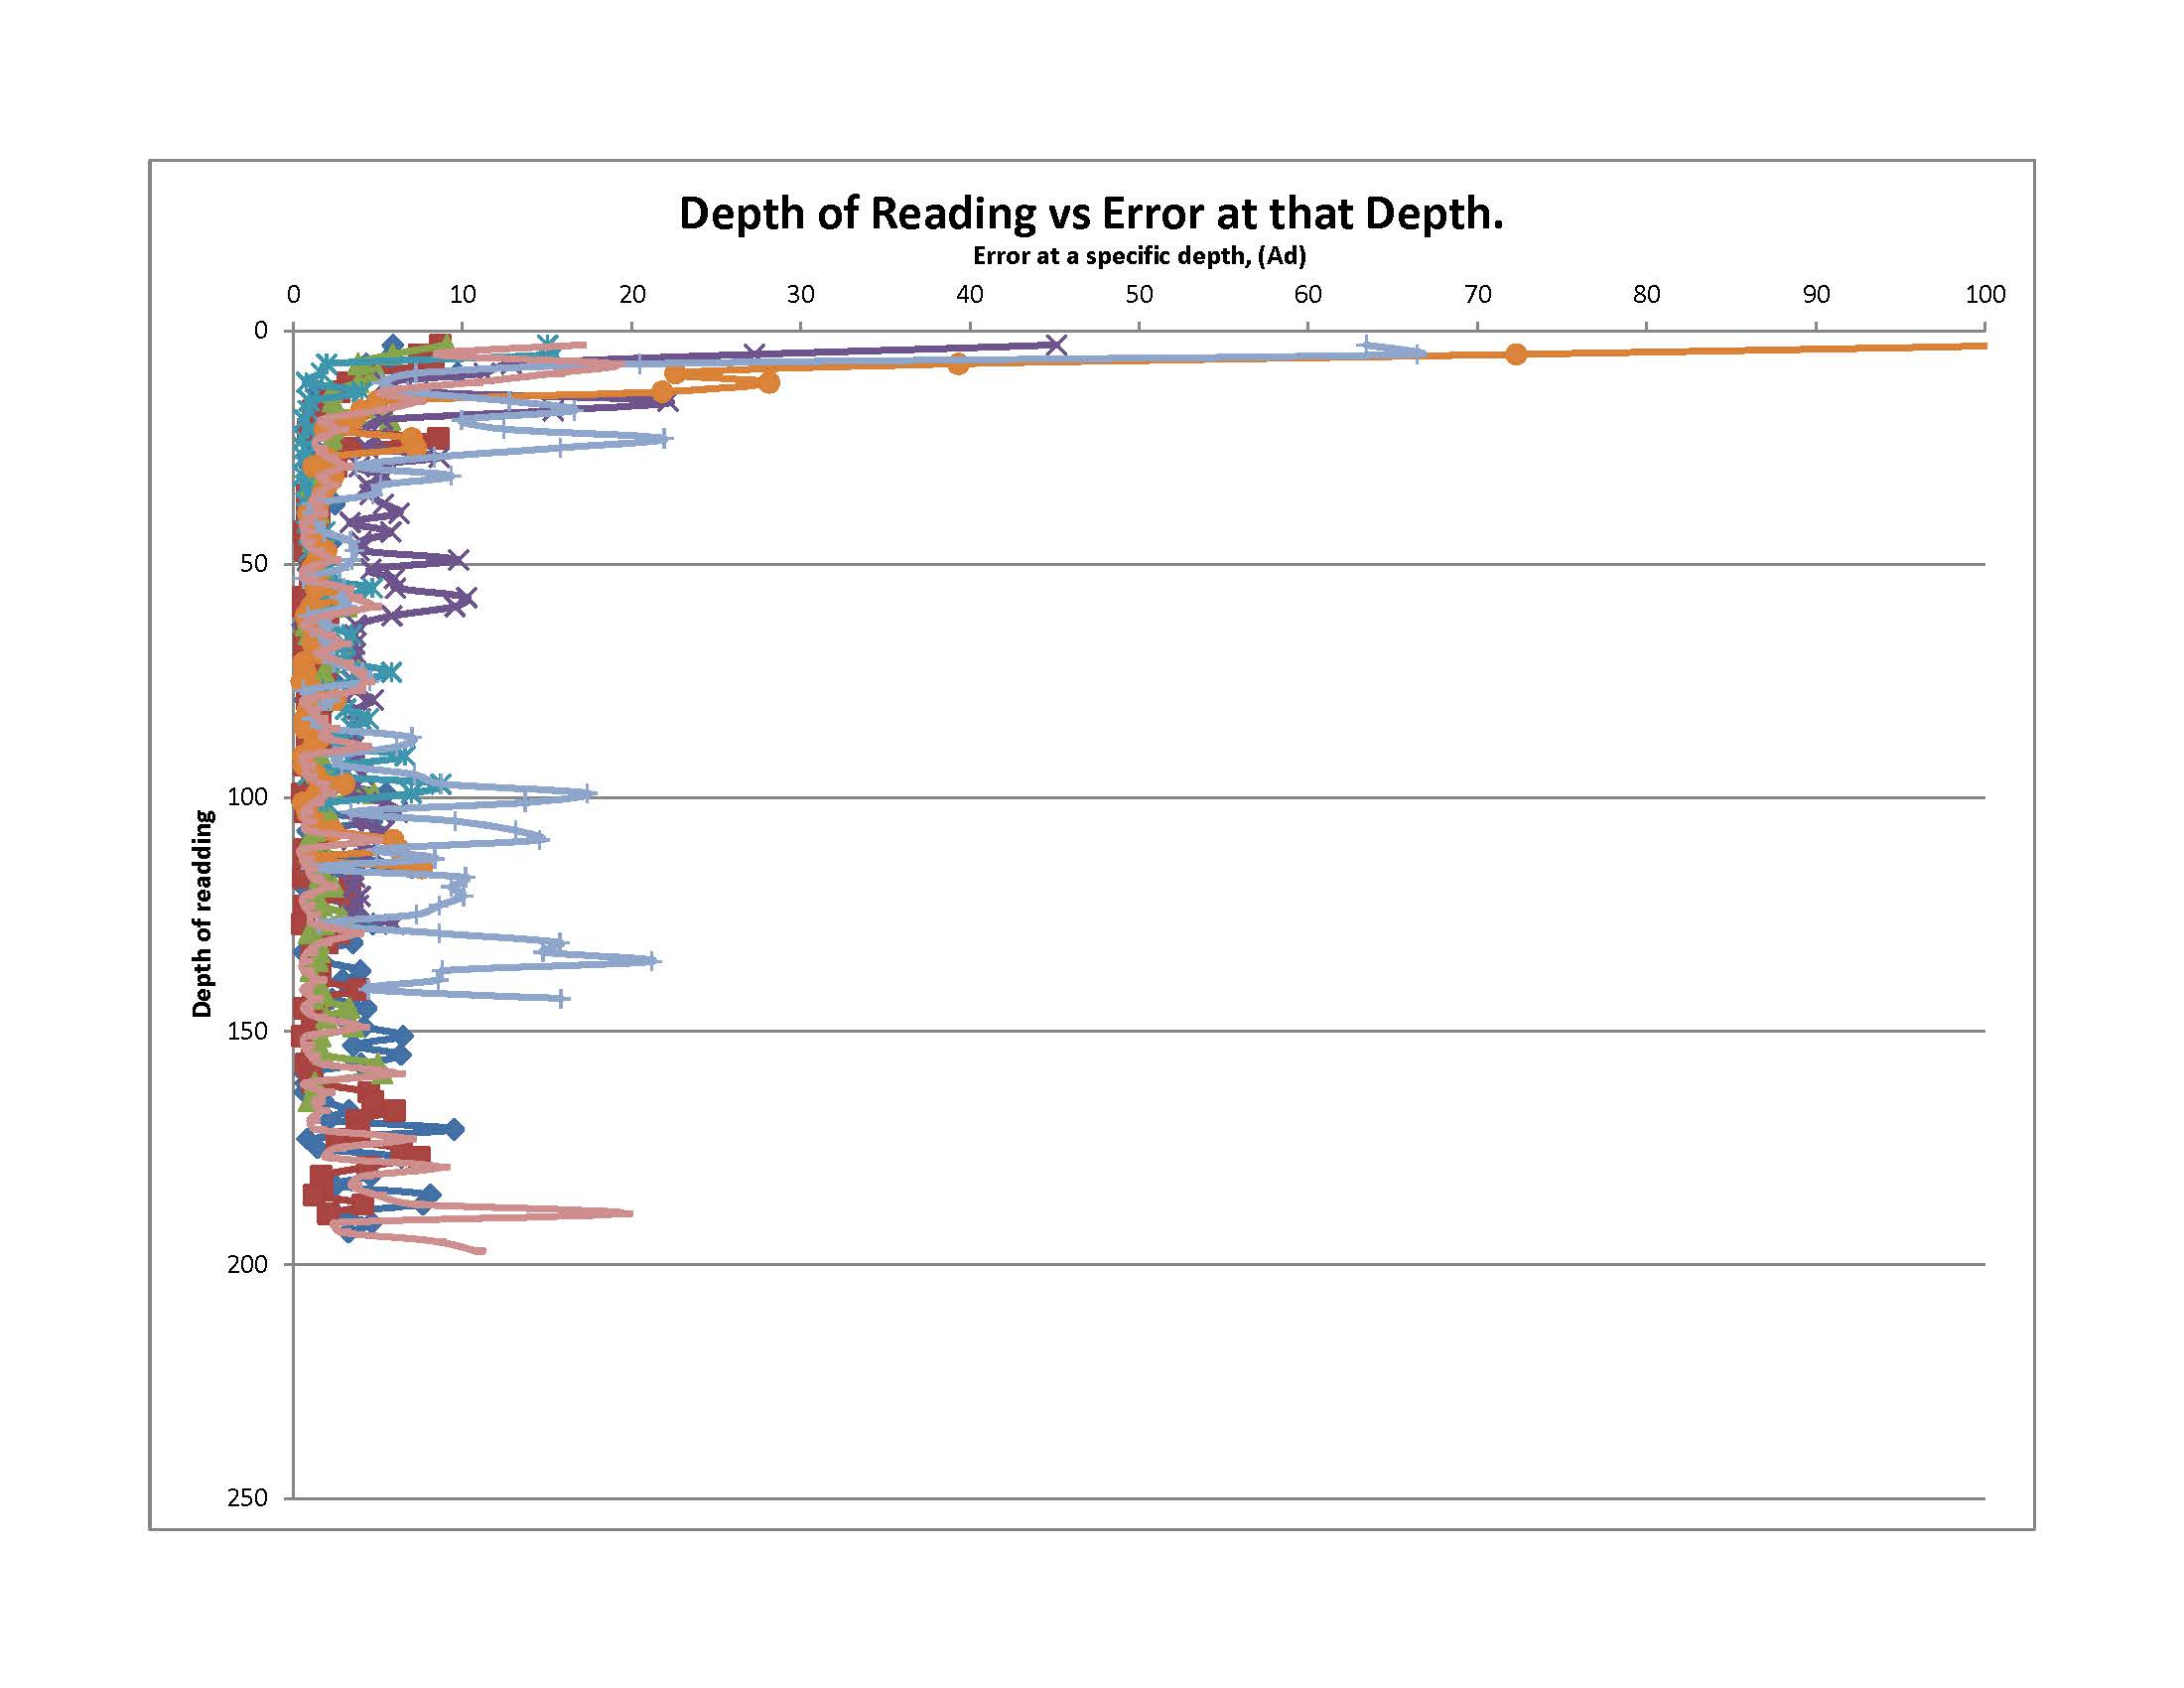 Depth of Reading vs Error at that Depth.
Error at a specific depth, (Ad)
0 10 20 30 40 50 60 70 80 90 100
0
50
100
150
200
250
Depth of readding